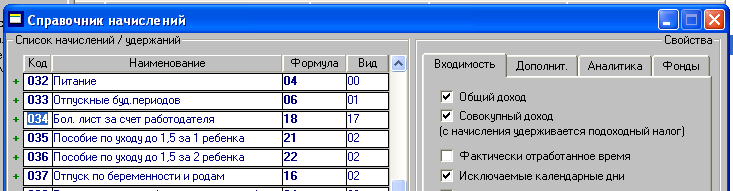 Справочник начислений
Список начислений / удержаний
Свойства
Код Наименование Формула Вид
+ 032 Питание 04 00
+ 033 Отпускные буд.периодов 06 01
+ 034 Бол. лист за счет работодателя 18 17
+ 035 Пособие по уходу до 1,5 за 1 ребенка 21 02
+ 036 Пособие по уходу до 1,5 за 2 ребенка 22 02
+ 037 Отпуск по беременности и родам 16 02
Входимость Дополнит. Аналитика Фонды
Общий доход
Совокупный доход
(с начисления удерживается подоходный налог)
Фактически отработанное время
Исключаемые календарные дни